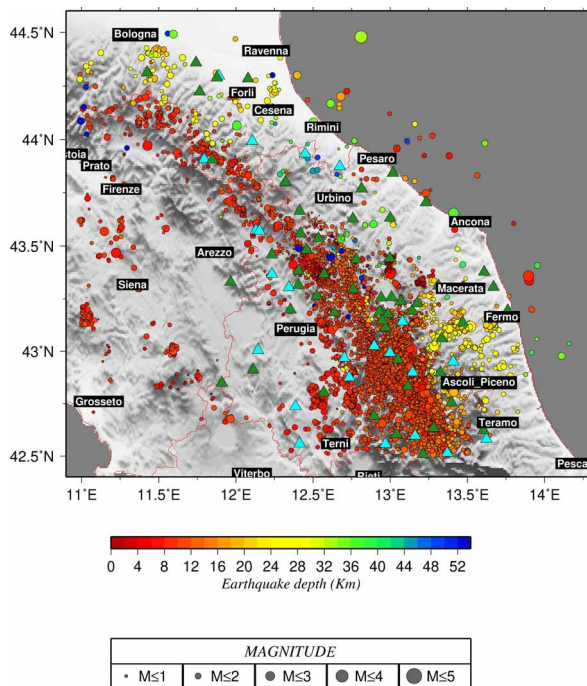 44.5°N
44°N
43.5°N
43°N
42.5°N
Bologna
Ravenna
Forlì
Cesena
Rimini
stoia
Prato
Pesaro
Firenze
Urbino
Ancona
Arezzo
Siena
Macerata
Fermo
Perugia
Ascoli_Piceno
Grosseto
Teramo
Terni
Viterbo
Rieti
Pesca
11°E 11.5°E 12°E 12.5°E 13°E 13.5°E 14°E
0 4 8 12 16 20 24 28 32 36 40 44 48 52
Earthquake depth (Km)
MAGNITUDE
M≤1 M≤2 M≤3 M≤4 M≤5